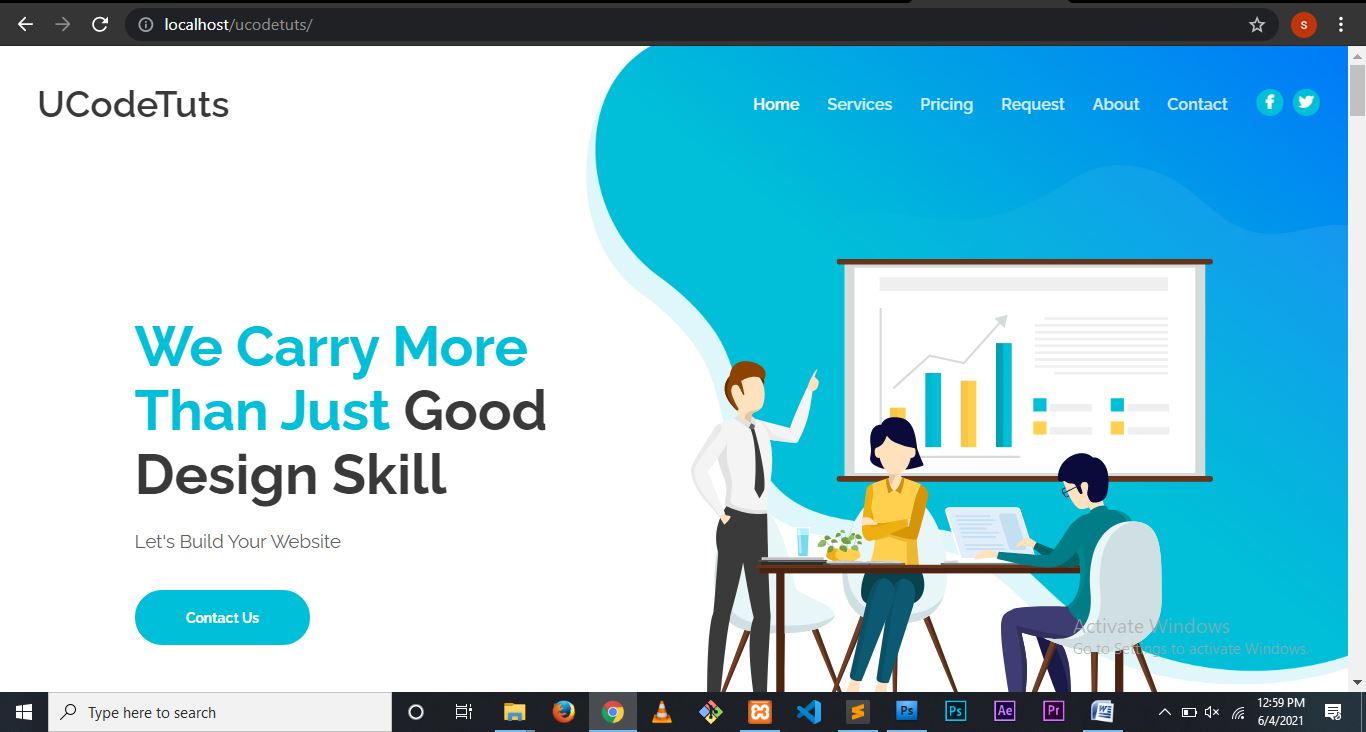 localhost/ucodetuts/
s
UCodeTuts
Home Services Pricing Request About Contact
We Carry More
Than Just Good
Design Skill
Let's Build Your Website
Contact Us
Activate Windows
Go to Settings to activate Windows.
Type here to search
Ps
Ps
Ae
Pr
WE
12:59 PM
6/4/2021